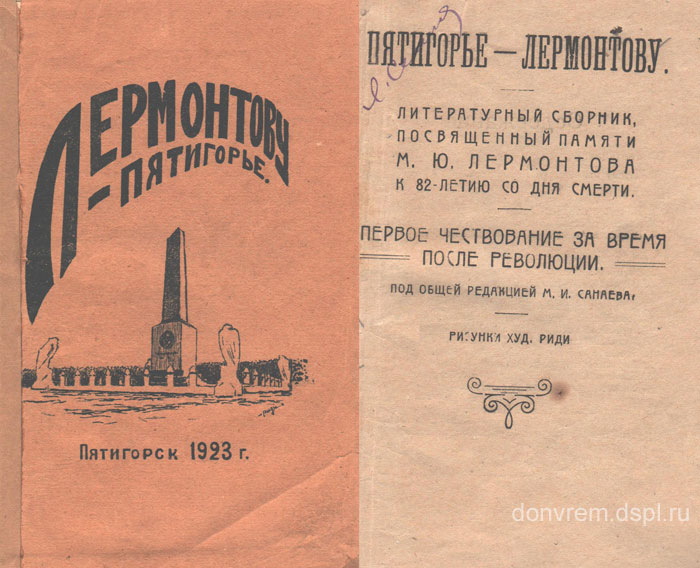 ЛЕРМОНТОВУ
– ПЯТИГОРЬЕ.
ПЯТИГОРСК 1923 г.
ПЯТИГОРЬЕ — ЛЕРМОНТОВУ.
ЛИТЕРАТУРНЫЙ СБОРНИК,
ПОСВЯЩЕННЫЙ ПАМЯТИ
М. Ю. ЛЕРМОНТОВА
К 82-ЛЕТИЮ СО ДНЯ СМЕРТИ.
ПЕРВОЕ ЧЕСТВОВАНИЕ ЗА ВРЕМЯ
ПОСЛЕ РЕВОЛЮЦИИ.
ПОД ОБЩЕЙ РЕДАКЦИЕЙ М. И. САНАЕВА,
РИСУНКИ ХУД. РИДИ
donvrem.dspl.ru